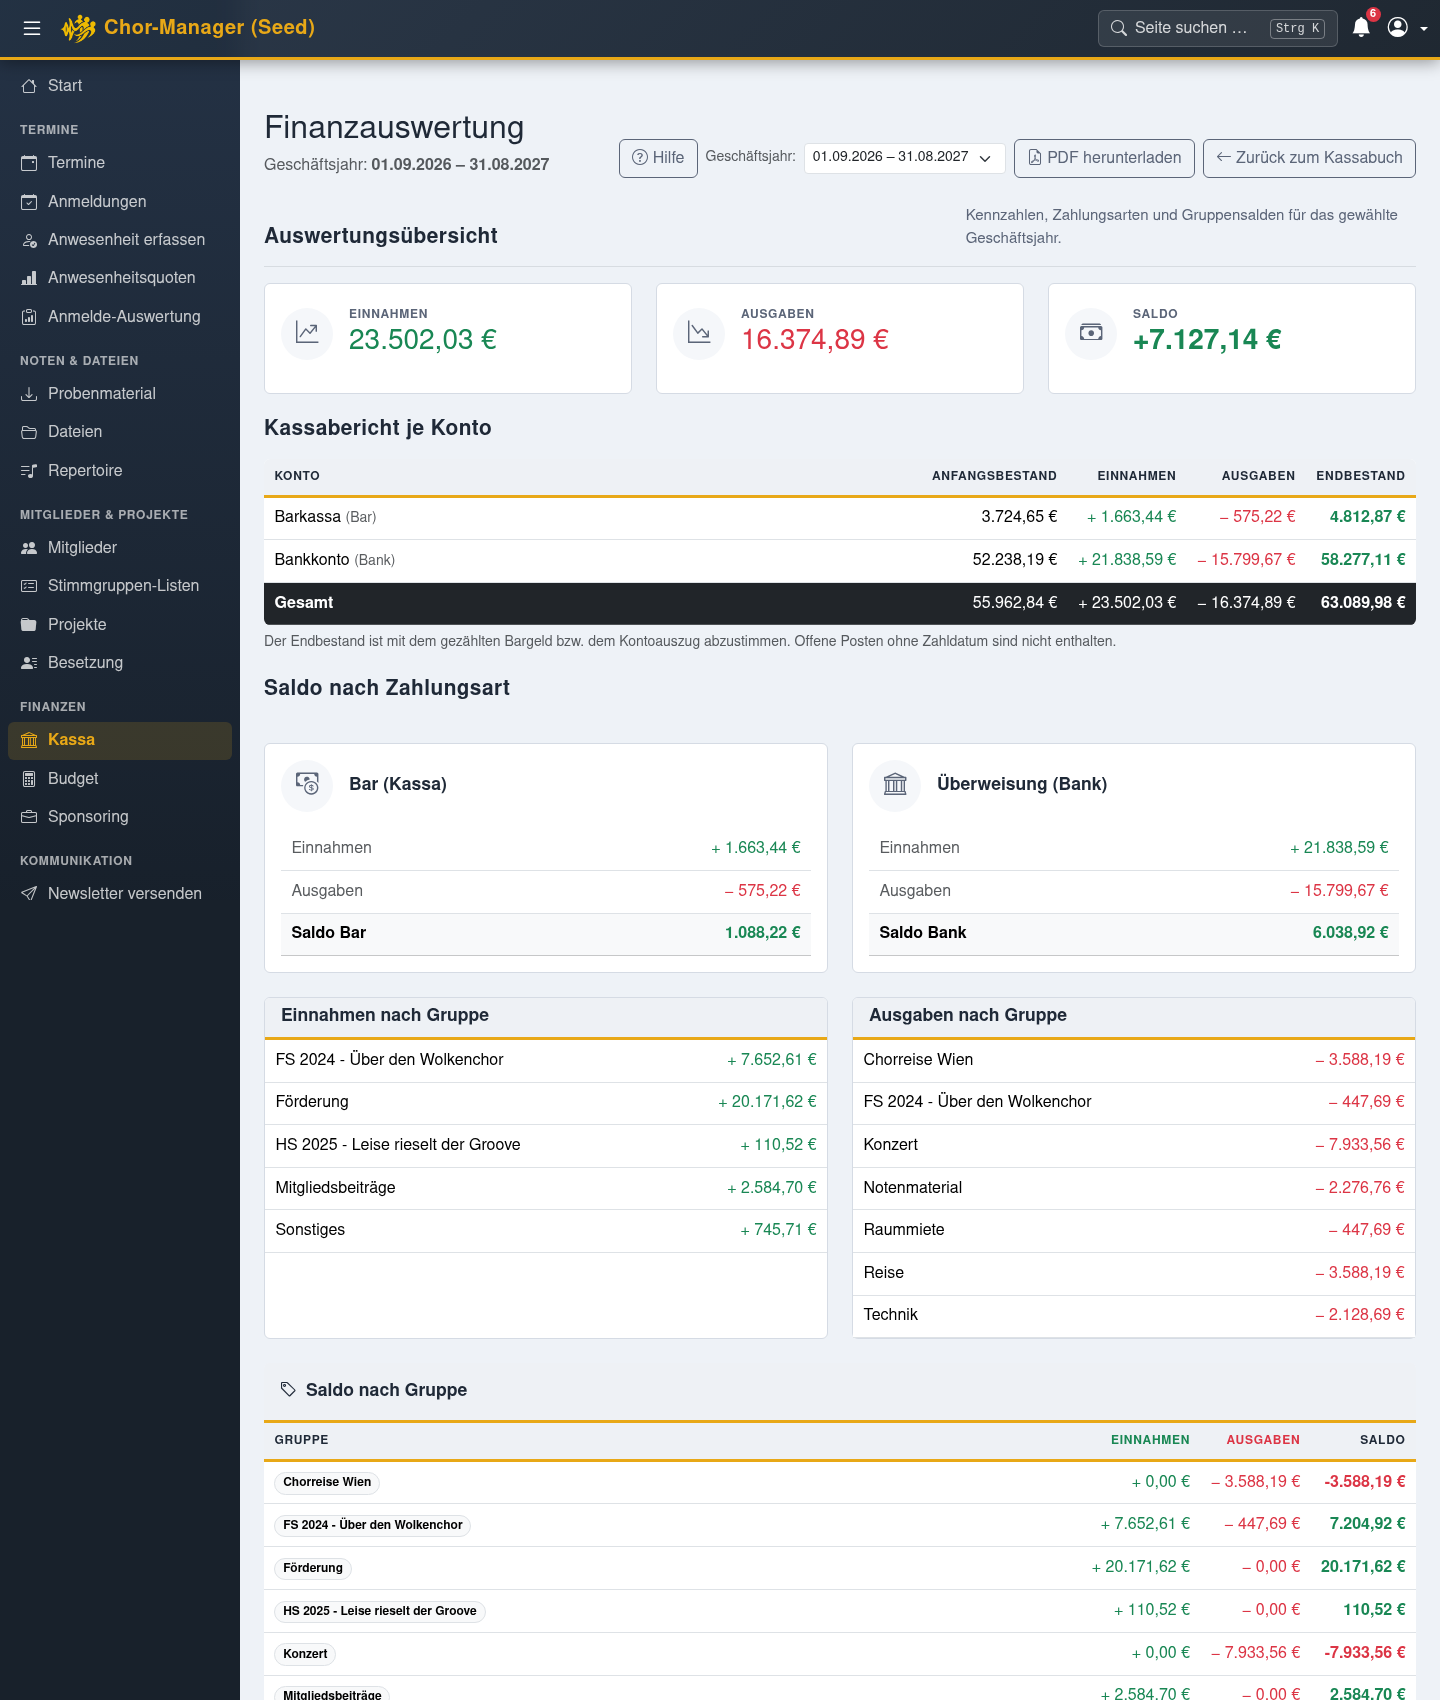 Chor-Manager (Seed)
Seite suchen … Strg K
6
Start
TERMINE
Termine
Anmeldungen
Anwesenheit erfassen
Anwesenheitsquoten
Anmelde-Auswertung
NOTEN & DATEIEN
Probenmaterial
Dateien
Repertoire
MITGLIEDER & PROJEKTE
Mitglieder
Stimmgruppen-Listen
Projekte
Besetzung
FINANZEN
Kassa
Budget
Sponsoring
KOMMUNIKATION
Newsletter versenden
Finanzauswertung
Geschäftsjahr: 01.09.2026 – 31.08.2027
Hilfe
Geschäftsjahr: 01.09.2026 – 31.08.2027
PDF herunterladen
Zurück zum Kassabuch
Auswertungsübersicht
Kennzahlen, Zahlungsarten und Gruppensalden für das gewählte
Geschäftsjahr.
EINNAHMEN
23.502,03 €
AUSGABEN
16.374,89 €
SALDO
+7.127,14 €
Kassabericht je Konto
KONTO ANFANGSBESTAND EINNAHMEN AUSGABEN ENDBESTAND
Barkassa (Bar) 3.724,65 € + 1.663,44 € – 575,22 € 4.812,87 €
Bankkonto (Bank) 52.238,19 € + 21.838,59 € – 15.799,67 € 58.277,11 €
Gesamt 55.962,84 € + 23.502,03 € – 16.374,89 € 63.089,98 €
Der Endbestand ist mit dem gezählten Bargeld bzw. dem Kontoauszug abzustimmen. Offene Posten ohne Zahldatum sind nicht enthalten.
Saldo nach Zahlungsart
Bar (Kassa)
Einnahmen + 1.663,44 €
Ausgaben – 575,22 €
Saldo Bar 1.088,22 €
Überweisung (Bank)
Einnahmen + 21.838,59 €
Ausgaben – 15.799,67 €
Saldo Bank 6.038,92 €
Einnahmen nach Gruppe
FS 2024 - Über den Wolkenchor + 7.652,61 €
Förderung + 20.171,62 €
HS 2025 - Leise rieselt der Groove + 110,52 €
Mitgliedsbeiträge + 2.584,70 €
Sonstiges + 745,71 €
Ausgaben nach Gruppe
Chorreise Wien – 3.588,19 €
FS 2024 - Über den Wolkenchor – 447,69 €
Konzert – 7.933,56 €
Notenmaterial – 2.276,76 €
Raummiete – 447,69 €
Reise – 3.588,19 €
Technik – 2.128,69 €
Saldo nach Gruppe
GRUPPE EINNAHMEN AUSGABEN SALDO
Chorreise Wien + 0,00 € – 3.588,19 € -3.588,19 €
FS 2024 - Über den Wolkenchor + 7.652,61 € – 447,69 € 7.204,92 €
Förderung + 20.171,62 € – 0,00 € 20.171,62 €
HS 2025 - Leise rieselt der Groove + 110,52 € – 0,00 € 110,52 €
Konzert + 0,00 € – 7.933,56 € -7.933,56 €
Mitgliedsbeiträge + 2.584,70 € – 0,00 € 2.584,70 €